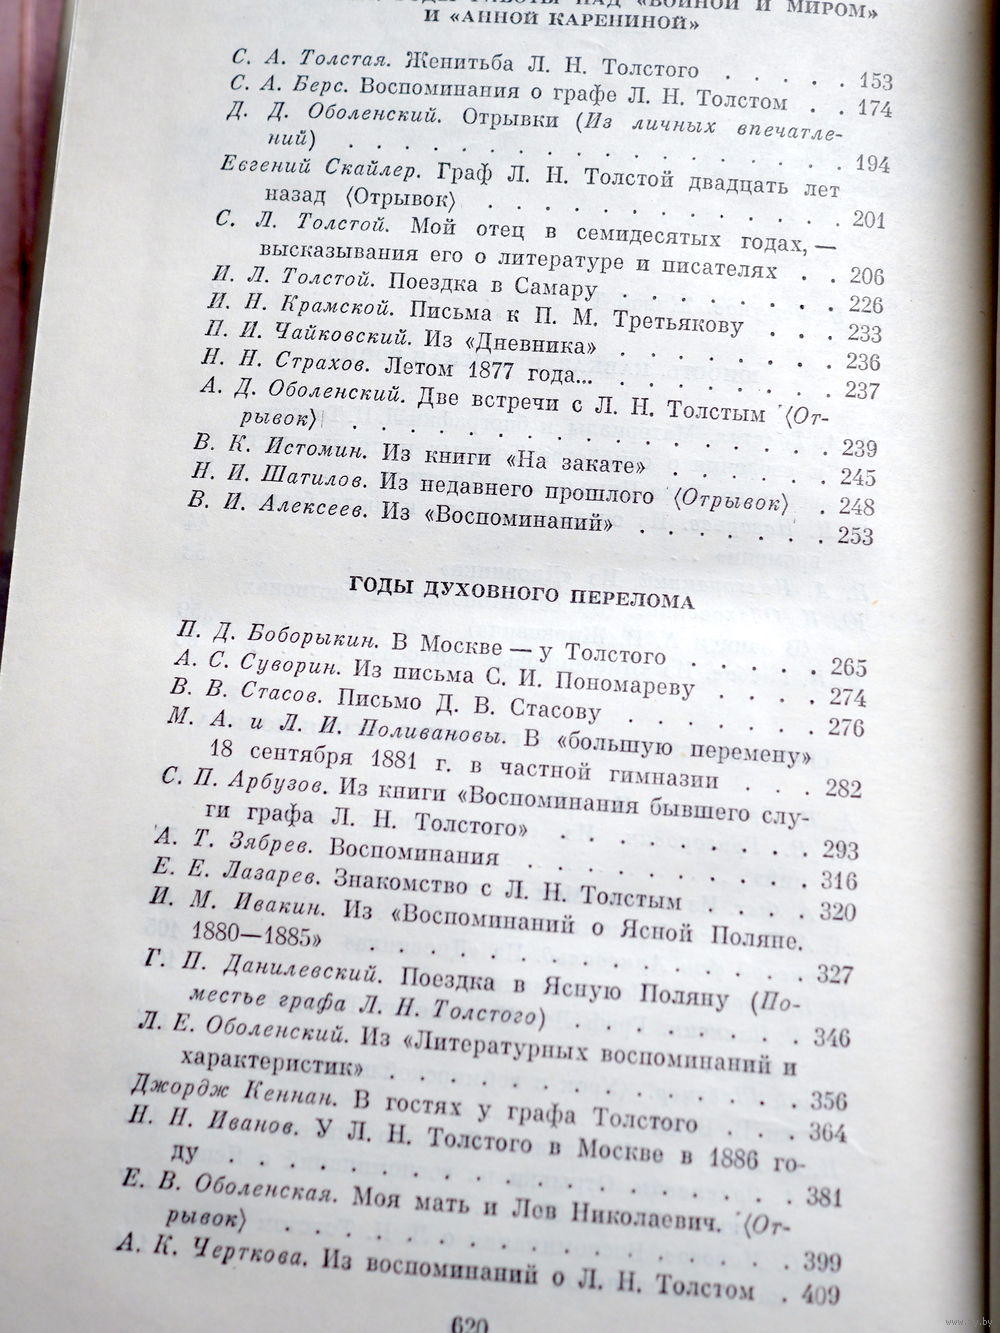 ГОДЫ РАБОТЫ НАД «ВОЙНОЙ И МИРОМ»
И «АННОЙ КАРЕНИНОЙ»
С. А. Толстая. Женитьба Л. Н. Толстого . . . . . 153
С. А. Берс. Воспоминания о графе Л. Н. Толстом . . 174
Д. Д. Оболенский. Отрывки (Из личных впечатле-
ний) . . . . . . . . . . . . . . 194
Евгений Скайлер. Граф Л. Н. Толстой двадцать лет
назад ⟨Отрывок⟩ . . . . . . . . . . . . . 201
С. Л. Толстой. Мой отец в семидесятых годах, —
высказывания его о литературе и писателях . . 206
И. Л. Толстой. Поездка в Самару . . . . . . . . 226
И. Н. Крамской. Письма к П. М. Третьякову . . . 233
П. И. Чайковский. Из «Дневника» . . . . . . . . 236
Н. Н. Страхов. Летом 1877 года... . . . . . . . . 237
А. Д. Оболенский. Две встречи с Л. Н. Толстым ⟨От-
рывок⟩ . . . . . . . . . . . . . . . . 239
В. К. Истомин. Из книги «На закате» . . . . . . 245
Н. И. Шатилов. Из недавнего прошлого ⟨Отрывок⟩ . 248
В. И. Алексеев. Из «Воспоминаний» . . . . . . . 253
ГОДЫ ДУХОВНОГО ПЕРЕЛОМА
П. Д. Боборыкин. В Москве — у Толстого . . . . . 265
А. С. Суворин. Из письма С. И. Пономареву . . . . 274
В. В. Стасов. Письмо Д. В. Стасову . . . . . . . 276
М. А. и Л. И. Поливановы. В «большую перемену»
18 сентября 1881 г. в частной гимназии . . . 282
С. П. Арбузов. Из книги «Воспоминания бывшего слу-
ги графа Л. Н. Толстого» . . . . . . . . . 293
А. Т. Зябрев. Воспоминания . . . . . . . . . . 316
Е. Е. Лазарев. Знакомство с Л. Н. Толстым . . . . 320
И. М. Ивакин. Из «Воспоминаний о Ясной Поляне.
1880—1885» . . . . . . . . . . . . . . 327
Г. П. Данилевский. Поездка в Ясную Поляну (По-
местье графа Л. Н. Толстого) . . . . . . . . 346
Л. Е. Оболенский. Из «Литературных воспоминаний и
характеристик» . . . . . . . . . . . . . 356
Джордж Кеннан. В гостях у графа Толстого . . . 364
Н. Н. Иванов. У Л. Н. Толстого в Москве в 1886 го-
ду . . . . . . . . . . . . . . . . . . 381
Е. В. Оболенская. Моя мать и Лев Николаевич. ⟨От-
рывок⟩ . . . . . . . . . . . . . . . . 399
А. К. Черткова. Из воспоминаний о Л. Н. Толстом . 409
620